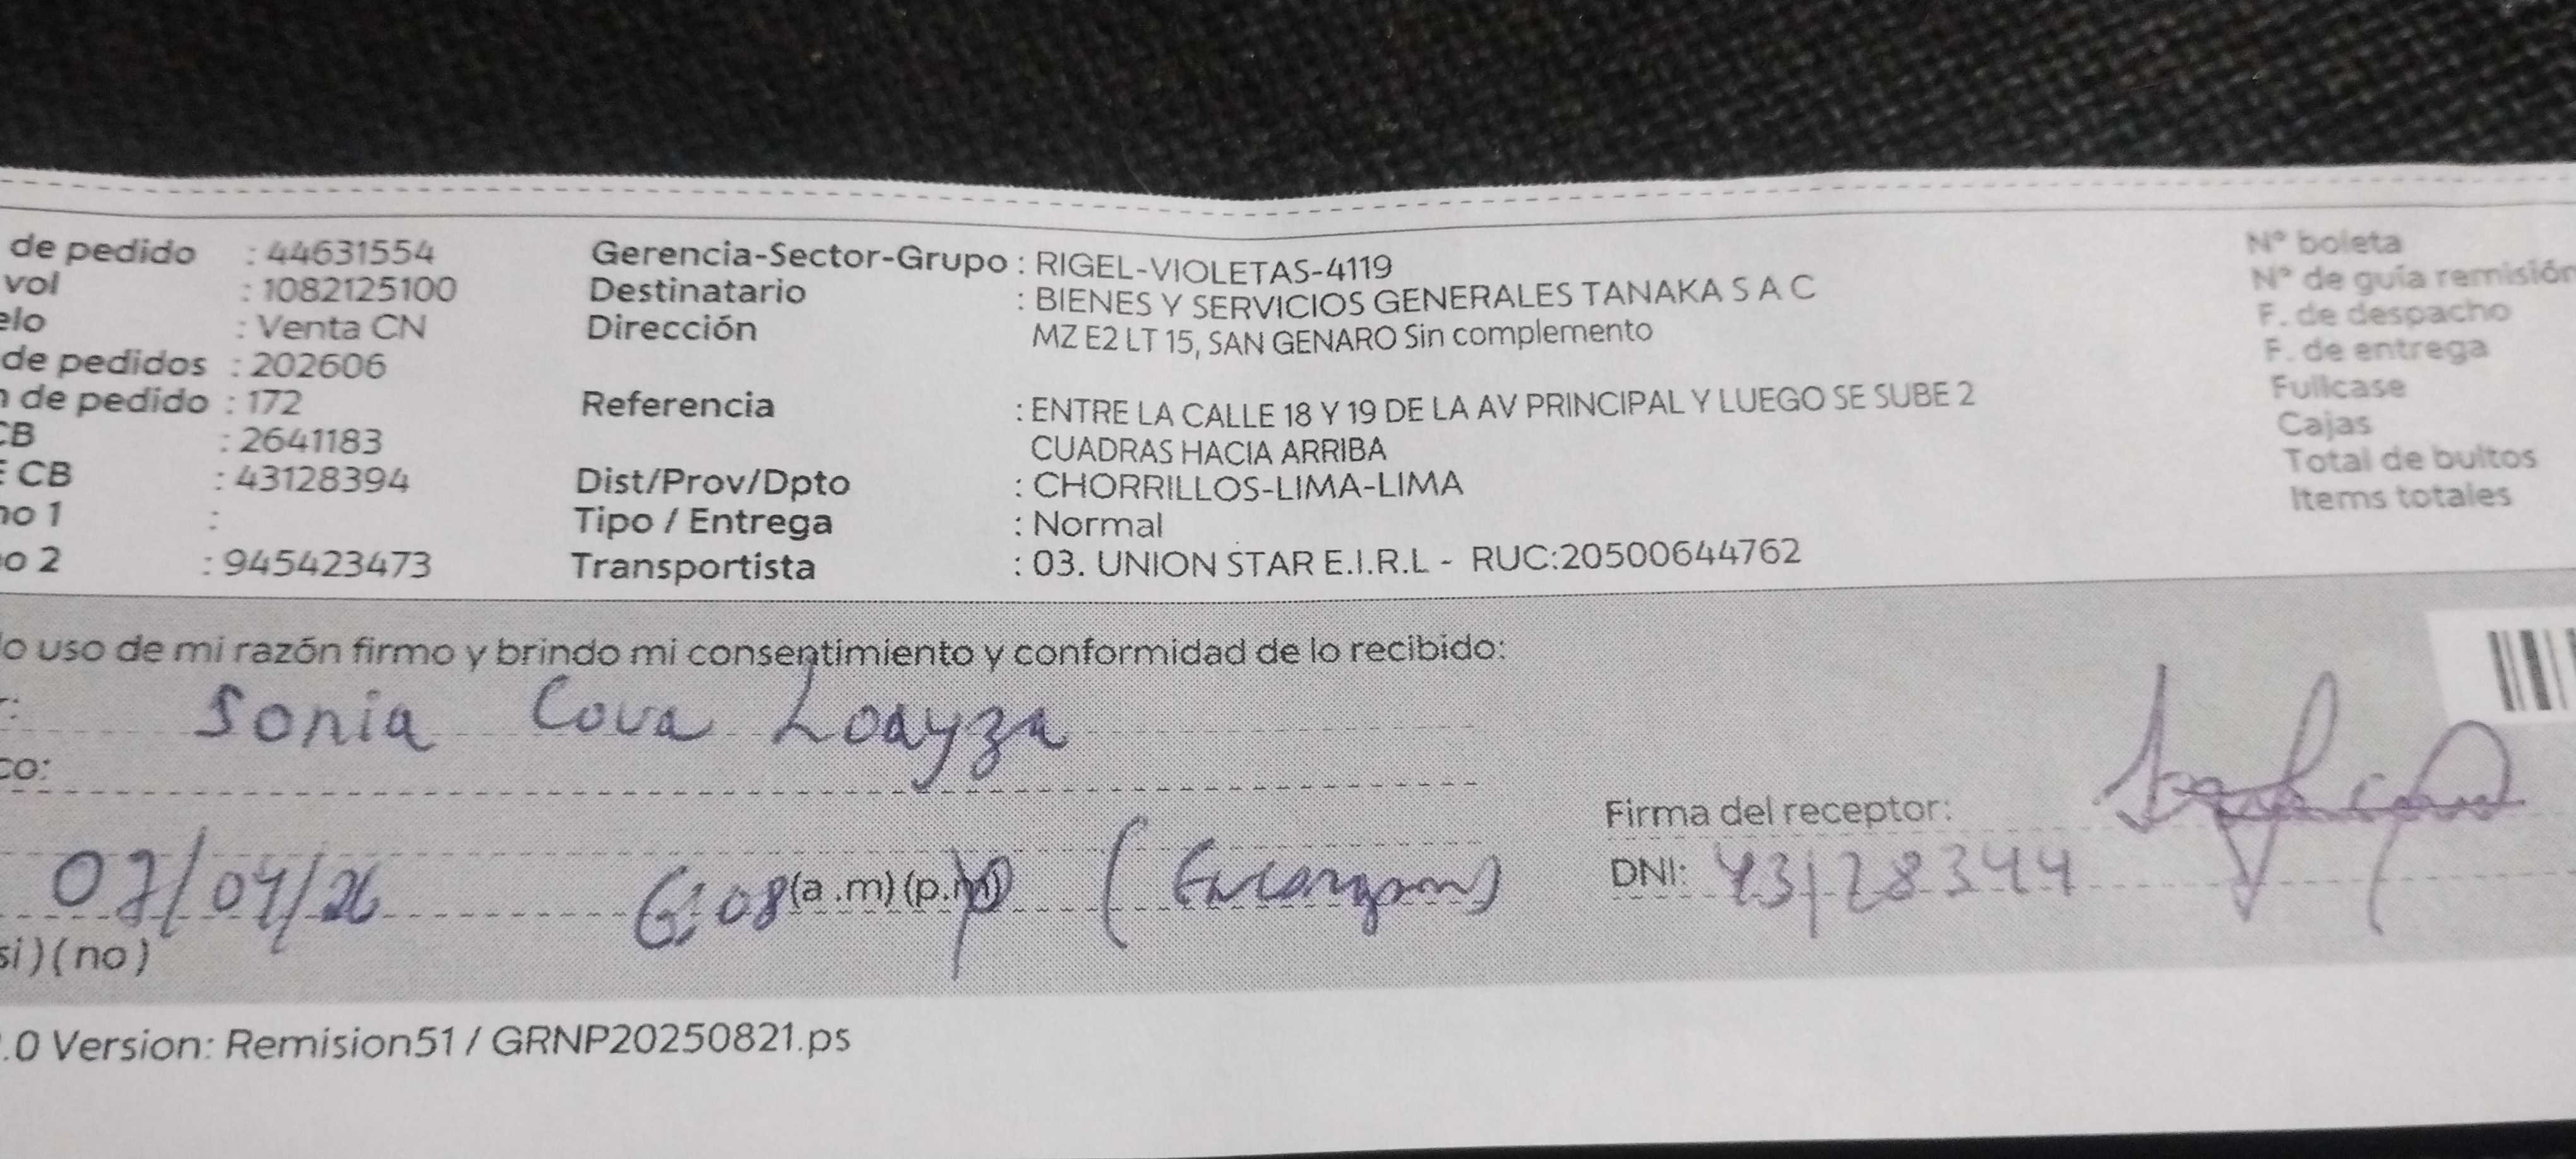 de pedido : 44631554 Gerencia-Sector-Grupo : RIGEL-VIOLETAS-4119 N° boleta
vol : 1082125100 Destinatario : BIENES Y SERVICIOS GENERALES TANAKA S A C N° de guía remisión
elo : Venta CN Dirección MZ E2 LT 15, SAN GENARO Sin complemento F. de despacho
de pedidos : 202606 F. de entrega
n de pedido : 172 Referencia : ENTRE LA CALLE 18 Y 19 DE LA AV PRINCIPAL Y LUEGO SE SUBE 2 Fullcase
CB : 2641183 CUADRAS HACIA ARRIBA Cajas
E CB : 43128394 Dist/Prov/Dpto : CHORRILLOS-LIMA-LIMA Total de bultos
no 1 : Tipo / Entrega : Normal Items totales
o 2 : 945423473 Transportista : 03. UNION STAR E.I.R.L - RUC:20500644762
lo uso de mi razón firmo y brindo mi consentimiento y conformidad de lo recibido:
r: Sonia Cova Loayza
co:
Firma del receptor:
07/04/26 6:08 (a .m) (p.m) DNI: 43128344
si ) ( no )
.0 Version: Remision51 / GRNP20250821.ps